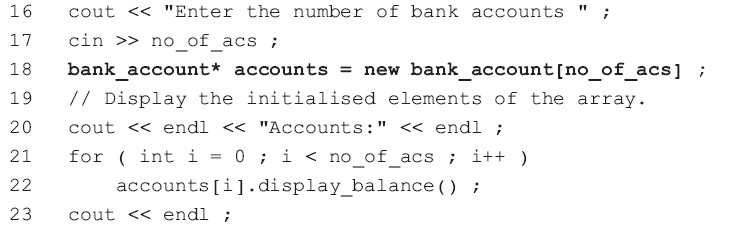 16 cout << "Enter the number of bank accounts " ;
17 cin >> no_of_acs ;
18 bank_account* accounts = new bank_account[no_of_acs] ;
19 // Display the initialised elements of the array.
20 cout << endl << "Accounts:" << endl ;
21 for ( int i = 0 ; i < no_of_acs ; i++ )
22     accounts[i].display_balance() ;
23 cout << endl ;